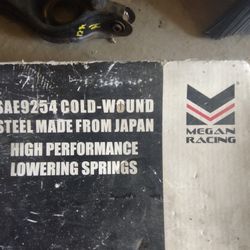 SAE9254 COLD-WOUND
STEEL MADE FROM JAPAN
HIGH PERFORMANCE
LOWERING SPRINGS
MEGAN
RACING